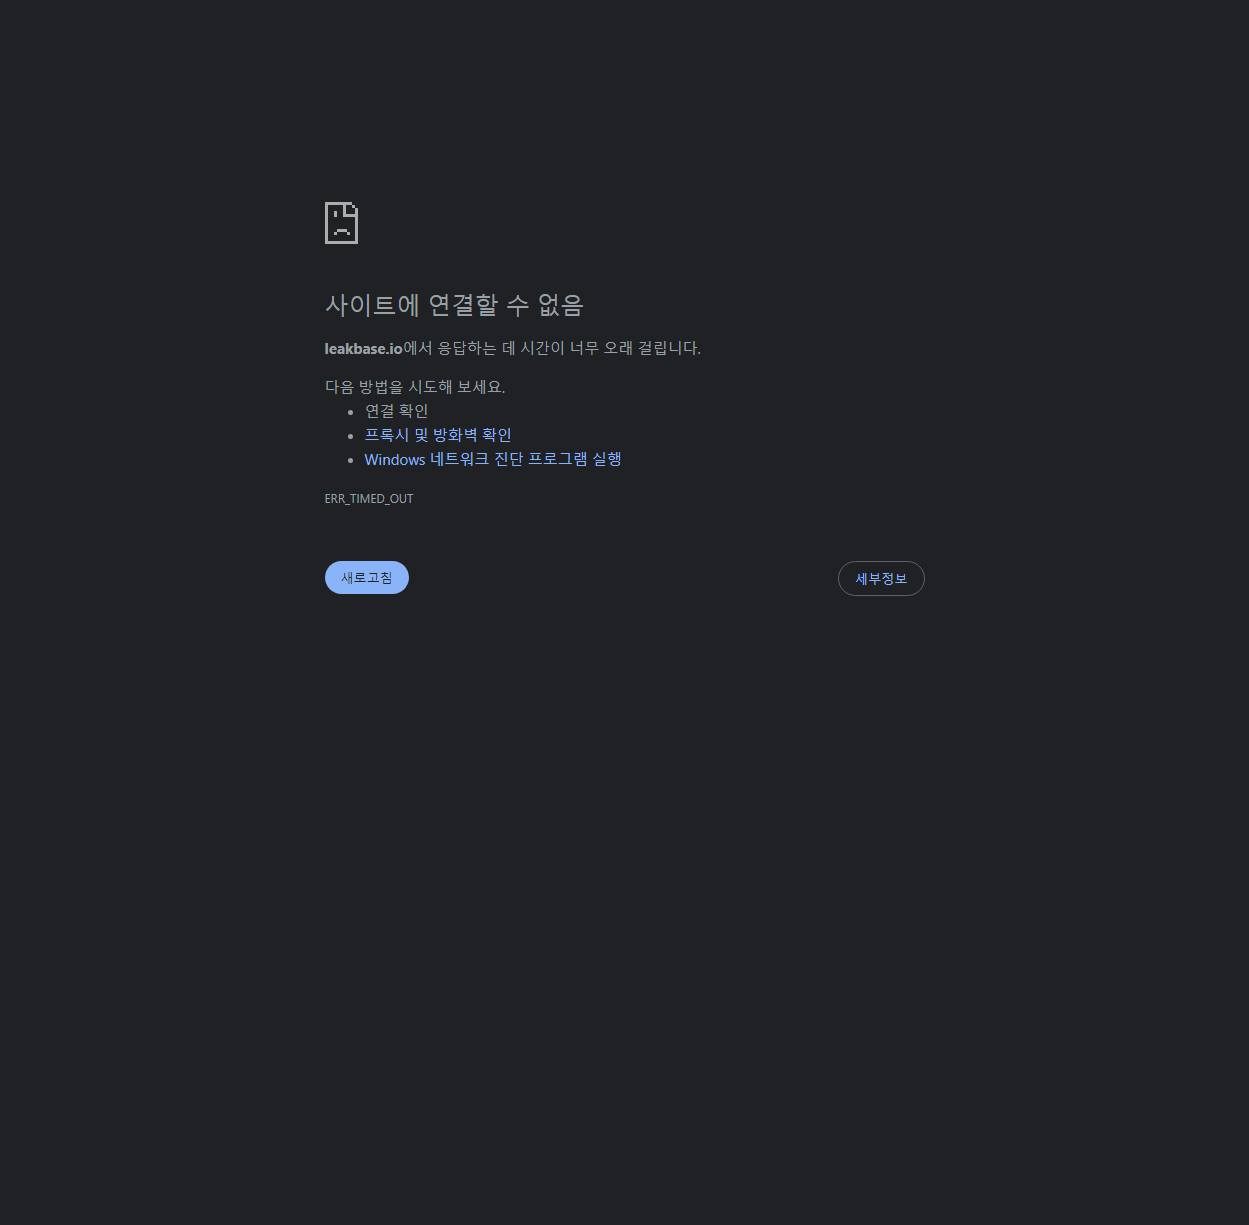 사이트에 연결할 수 없음
leakbase.io에서 응답하는 데 시간이 너무 오래 걸립니다.
다음 방법을 시도해 보세요.
연결 확인
프록시 및 방화벽 확인
Windows 네트워크 진단 프로그램 실행
ERR_TIMED_OUT
새로고침
세부정보